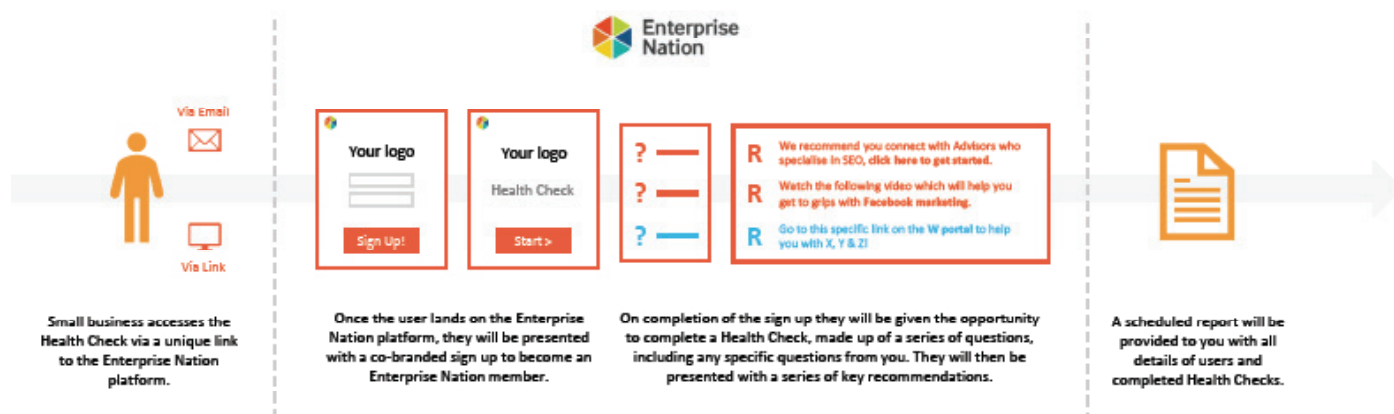 Enterprise
Nation
Via Email
Via Link
Small business accesses the
Health Check via a unique link
to the Enterprise Nation
platform.
Your logo
Sign Up!
Your logo
Health Check
Start >
Once the user lands on the Enterprise
Nation platform, they will be presented
with a co-branded sign up to become an
Enterprise Nation member.
?
?
?
R We recommend you connect with Advisors who
specialise in SEO, click here to get started.
R Watch the following video which will help you
get to grips with Facebook marketing.
R Go to this specific link on the W portal to help
you with X, Y & Z!
On completion of the sign up they will be given the opportunity
to complete a Health Check, made up of a series of questions,
including any specific questions from you. They will then be
presented with a series of key recommendations.
A scheduled report will be
provided to you with all
details of users and
completed Health Checks.